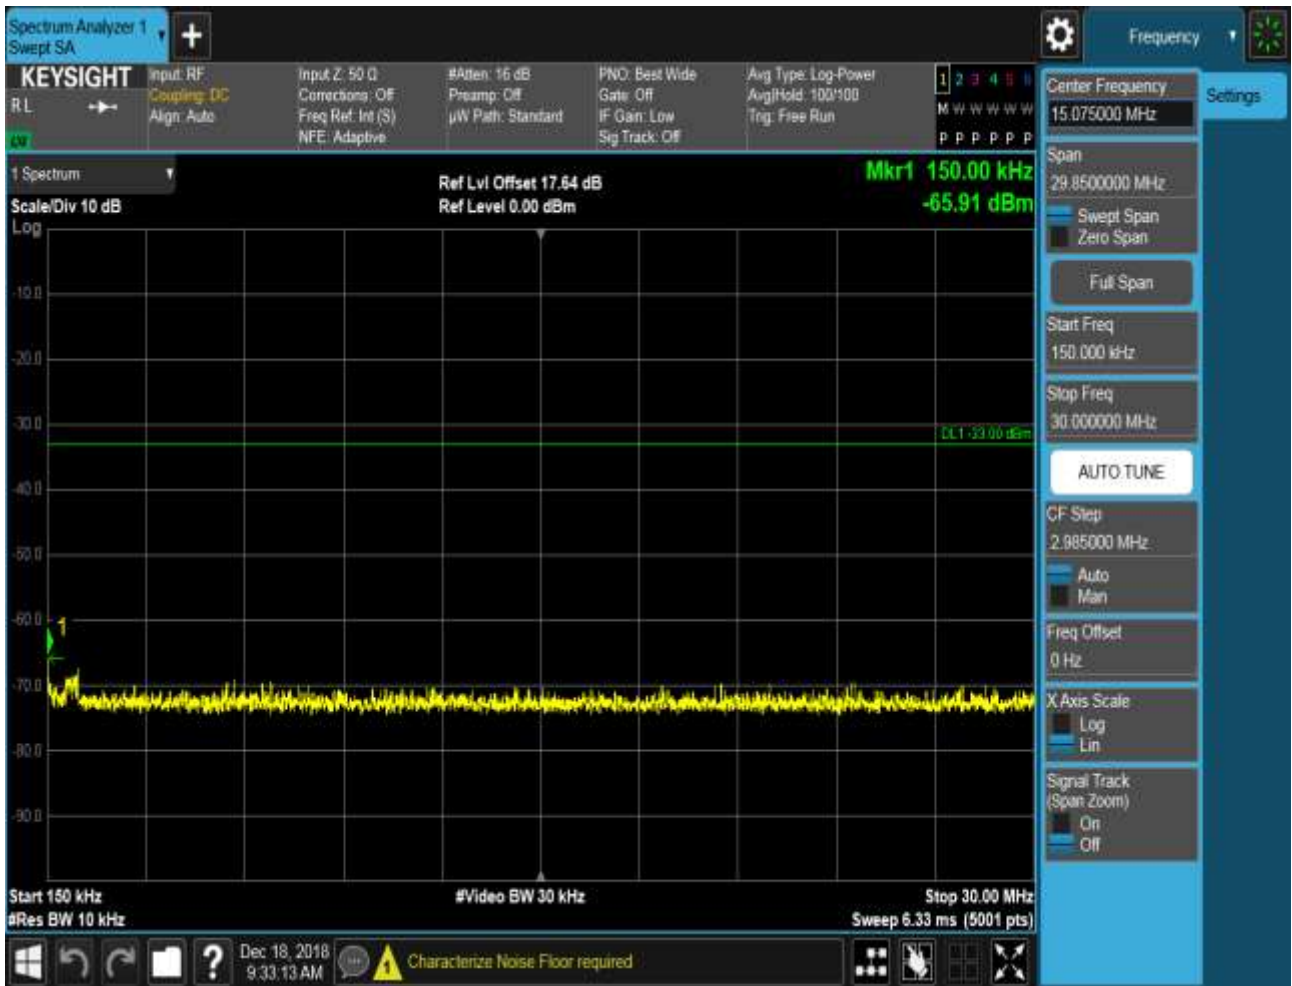 Spectrum Analyzer 1
Swept SA
Frequency
KEYSIGHT
R L
Input: RF
Coupling: DC
Align: Auto
Input Z: 50 Ω
Corrections: Off
Freq Ref: Int (S)
NFE: Adaptive
#Atten: 16 dB
Preamp: Off
µW Path: Standard
PNO: Best Wide
Gate: Off
IF Gain: Low
Sig Track: Off
Avg Type: Log-Power
Avg|Hold: 100/100
Trig: Free Run
1 2 3 4 5 6
M W W W W W
P P P P P P
1 Spectrum
Scale/Div 10 dB
Log
Ref Lvl Offset 17.64 dB
Ref Level 0.00 dBm
Mkr1 150.00 kHz
-65.91 dBm
-10.0
-20.0
-30.0
DL1 -33.00 dBm
-40.0
-50.0
-60.0
1
-70.0
-80.0
-90.0
Start 150 kHz
#Res BW 10 kHz
#Video BW 30 kHz
Stop 30.00 MHz
Sweep 6.33 ms (5001 pts)
Center Frequency
15.075000 MHz
Settings
Span
29.8500000 MHz
Swept Span
Zero Span
Full Span
Start Freq
150.000 kHz
Stop Freq
30.000000 MHz
AUTO TUNE
CF Step
2.985000 MHz
Auto
Man
Freq Offset
0 Hz
X Axis Scale
Log
Lin
Signal Track
(Span Zoom)
On
Off
?
Dec 18, 2018
9:33:13 AM
Characterize Noise Floor required